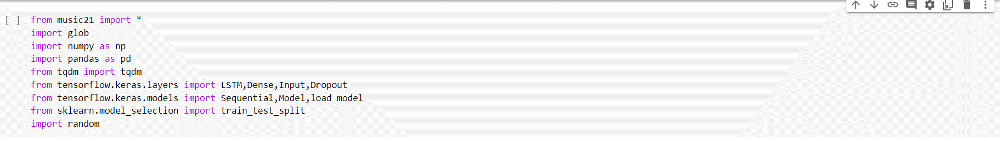 [ ] from music21 import *
import glob
import numpy as np
import pandas as pd
from tqdm import tqdm
from tensorflow.keras.layers import LSTM,Dense,Input,Dropout
from tensorflow.keras.models import Sequential,Model,load_model
from sklearn.model_selection import train_test_split
import random